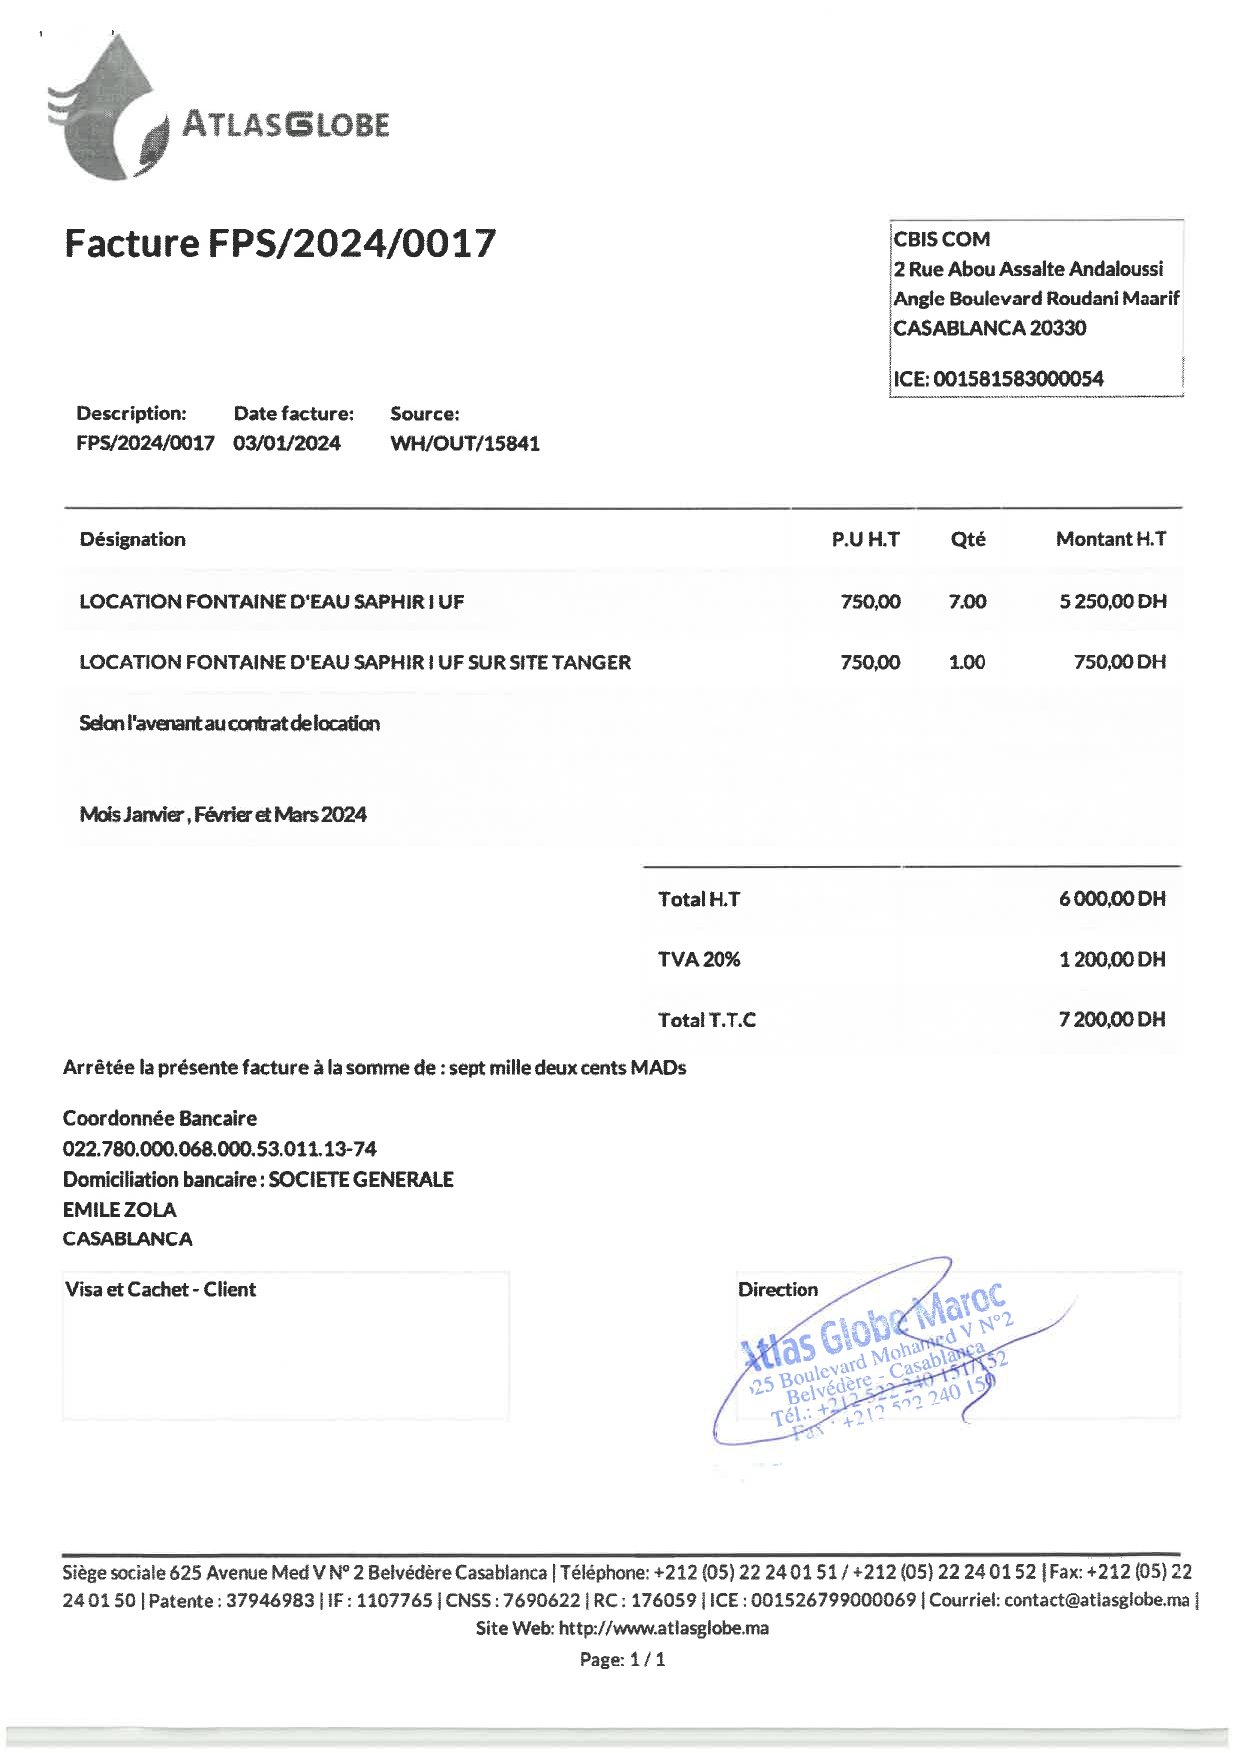 ATLASGLOBE
Facture FPS/2024/0017
CBIS COM
2 Rue Abou Assalte Andaloussi
Angle Boulevard Roudani Maarif
CASABLANCA 20330
ICE: 001581583000054
Description: Date facture: Source:
FPS/2024/0017 03/01/2024 WH/OUT/15841
Désignation P.U H.T Qté Montant H.T
LOCATION FONTAINE D'EAU SAPHIR I UF 750,00 7.00 5 250,00 DH
LOCATION FONTAINE D'EAU SAPHIR I UF SUR SITE TANGER 750,00 1.00 750,00 DH
Selon l'avenant au contrat de location
Mois Janvier , Février et Mars 2024
Total H.T 6 000,00 DH
TVA 20% 1 200,00 DH
Total T.T.C 7 200,00 DH
Arrêtée la présente facture à la somme de : sept mille deux cents MADs
Coordonnée Bancaire
022.780.000.068.000.53.011.13-74
Domiciliation bancaire : SOCIETE GENERALE
EMILE ZOLA
CASABLANCA
Visa et Cachet - Client
Direction
Atlas Globe Maroc
25 Boulevard Mohamed V N°2
Belvédère - Casablanca
Tél.: +212 522 240 151/152
Fax : +212 522 240 150
Siège sociale 625 Avenue Med V N° 2 Belvédère Casablanca | Téléphone: +212 (05) 22 24 01 51 / +212 (05) 22 24 01 52 | Fax: +212 (05) 22
24 01 50 | Patente : 37946983 | IF : 1107765 | CNSS : 7690622 | RC : 176059 | ICE : 001526799000069 | Courriel: contact@atlasglobe.ma |
Site Web: http://www.atlasglobe.ma
Page: 1 / 1